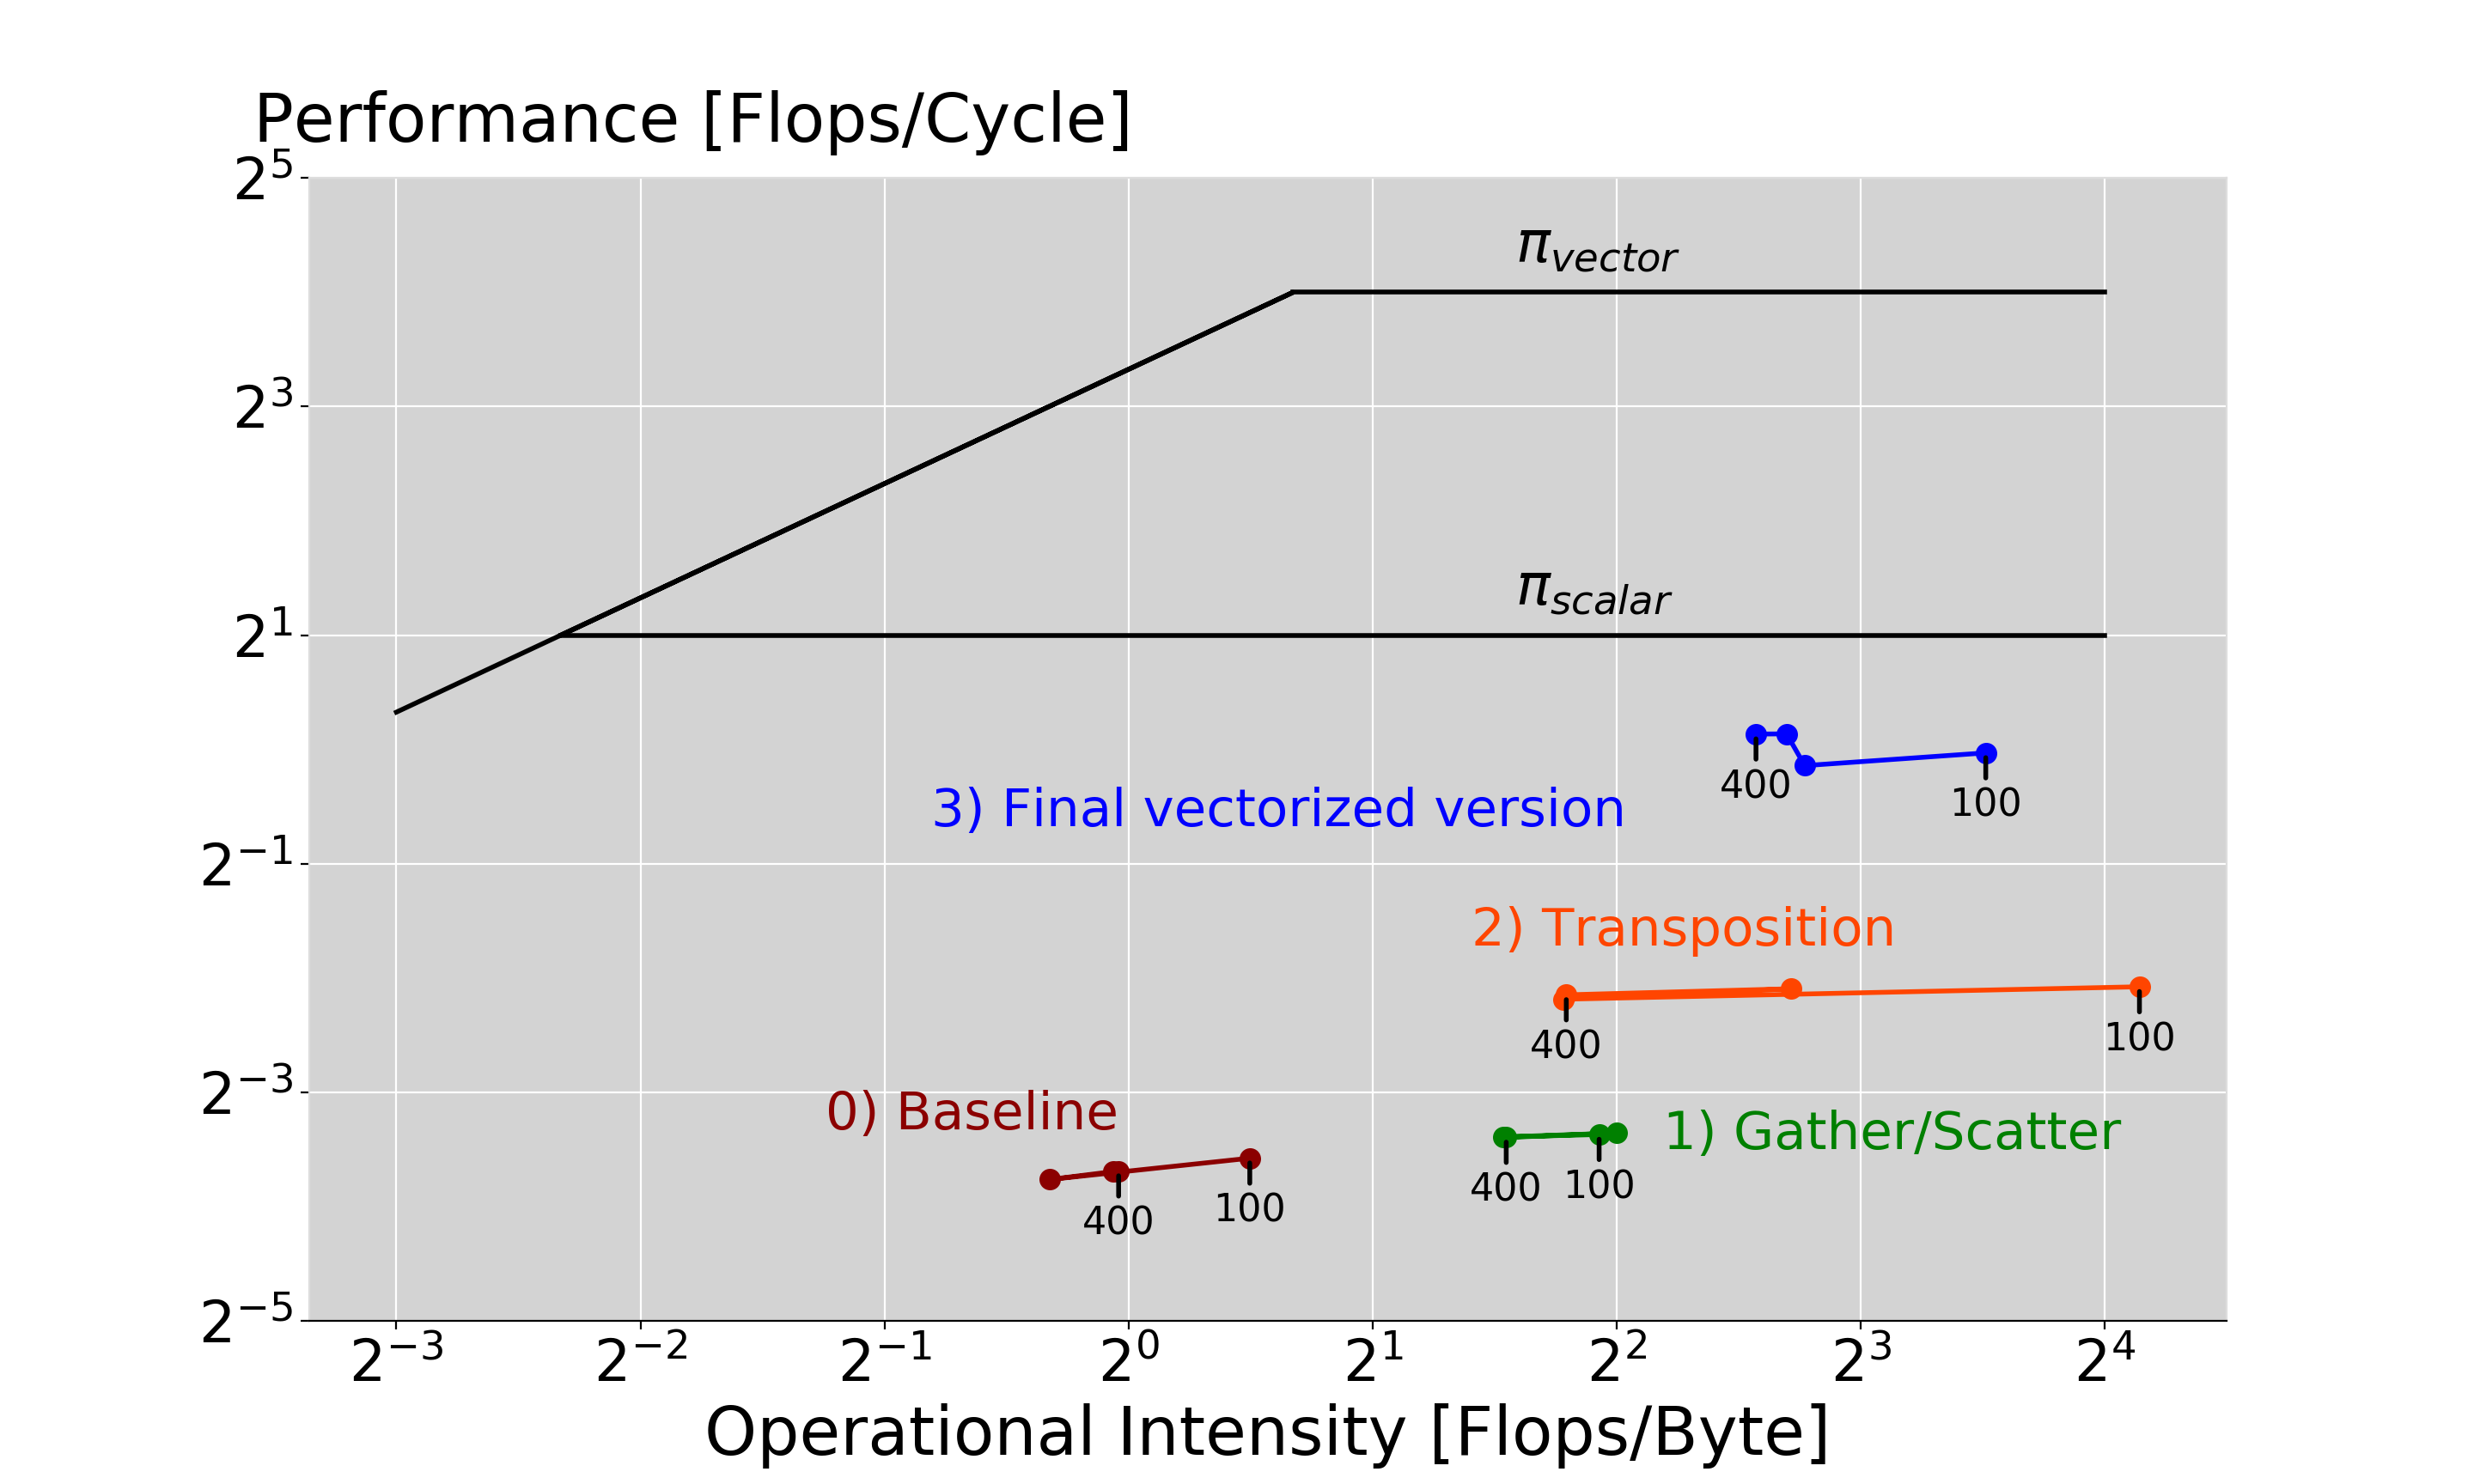 Performance [Flops/Cycle]
2^5
π_vector
2^3
π_scalar
2^1
400
100
3) Final vectorized version
2^−1
2) Transposition
400
100
2^−3
0) Baseline
1) Gather/Scatter
400
100
400
100
2^−5
2^−3 2^−2 2^−1 2^0 2^1 2^2 2^3 2^4
Operational Intensity [Flops/Byte]